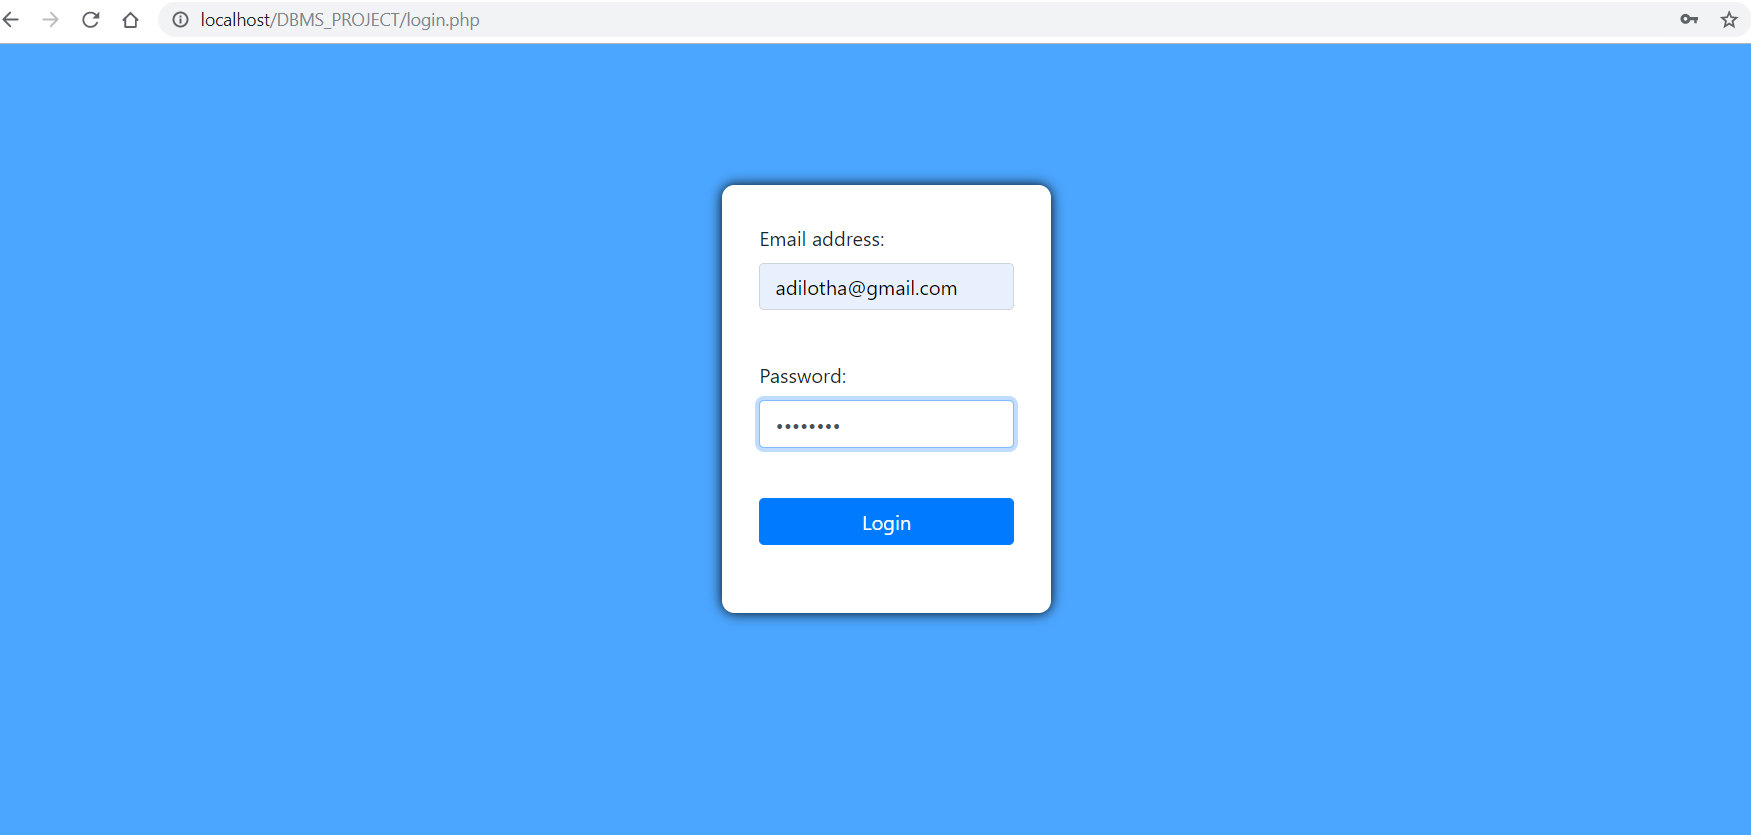 localhost/DBMS_PROJECT/login.php
Email address:
adilotha@gmail.com
Password:
••••••••
Login